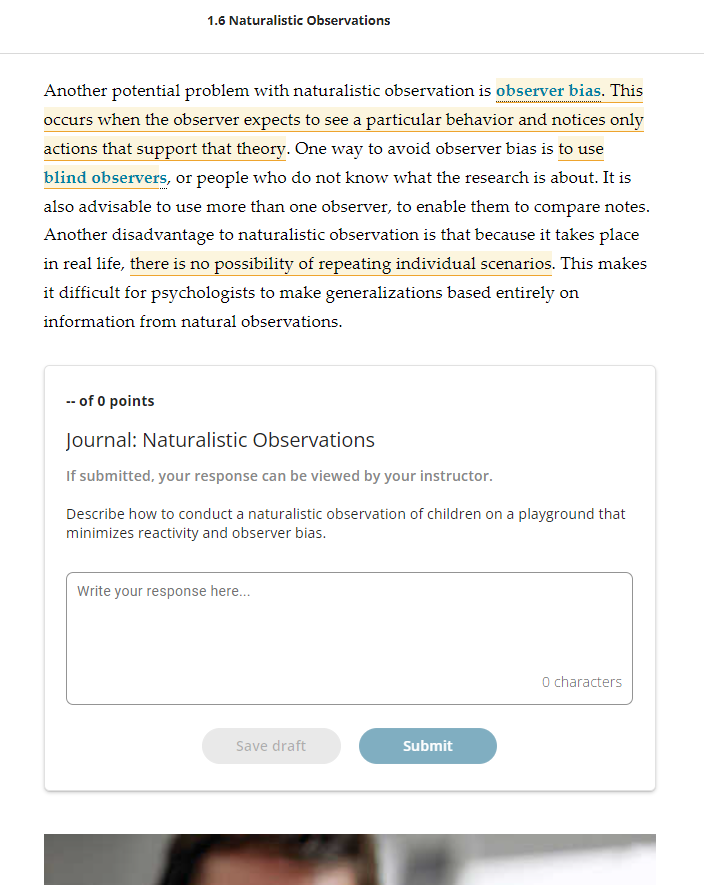 1.6 Naturalistic Observations
Another potential problem with naturalistic observation is observer bias. This
occurs when the observer expects to see a particular behavior and notices only
actions that support that theory. One way to avoid observer bias is to use
blind observers, or people who do not know what the research is about. It is
also advisable to use more than one observer, to enable them to compare notes.
Another disadvantage to naturalistic observation is that because it takes place
in real life, there is no possibility of repeating individual scenarios. This makes
it difficult for psychologists to make generalizations based entirely on
information from natural observations.
-- of 0 points
Journal: Naturalistic Observations
If submitted, your response can be viewed by your instructor.
Describe how to conduct a naturalistic observation of children on a playground that
minimizes reactivity and observer bias.
Write your response here...
0 characters
Save draft Submit